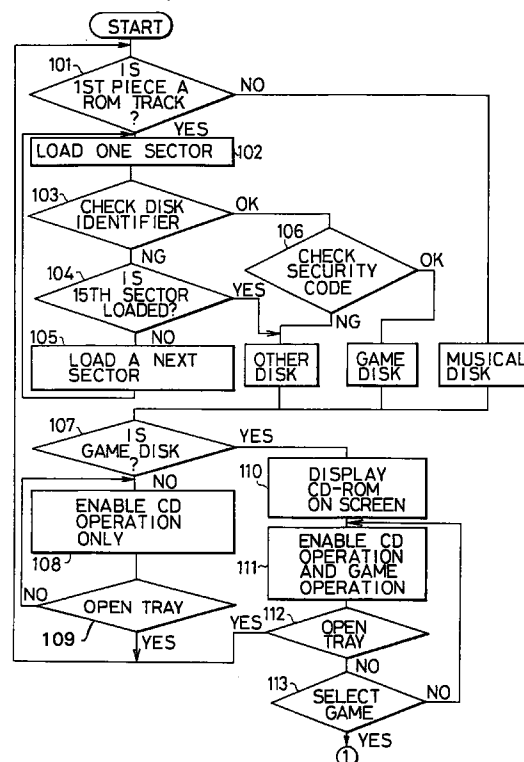 START
101
IS
1ST PIECE A
ROM TRACK
?
NO
YES
LOAD ONE SECTOR
102
103
CHECK DISK
IDENTIFIER
OK
NG
104
IS
15TH SECTOR
LOADED?
YES
NO
105
LOAD A NEXT
SECTOR
106
CHECK
SECURITY
CODE
OK
NG
OTHER
DISK
GAME
DISK
MUSICAL
DISK
107
IS
GAME DISK
?
YES
NO
ENABLE CD
OPERATION
ONLY
108
NO
OPEN TRAY
109
YES
110
DISPLAY
CD-ROM
ON SCREEN
111
ENABLE CD
OPERATION
AND GAME
OPERATION
112
YES
OPEN
TRAY
NO
113
SELECT
GAME
NO
YES
1